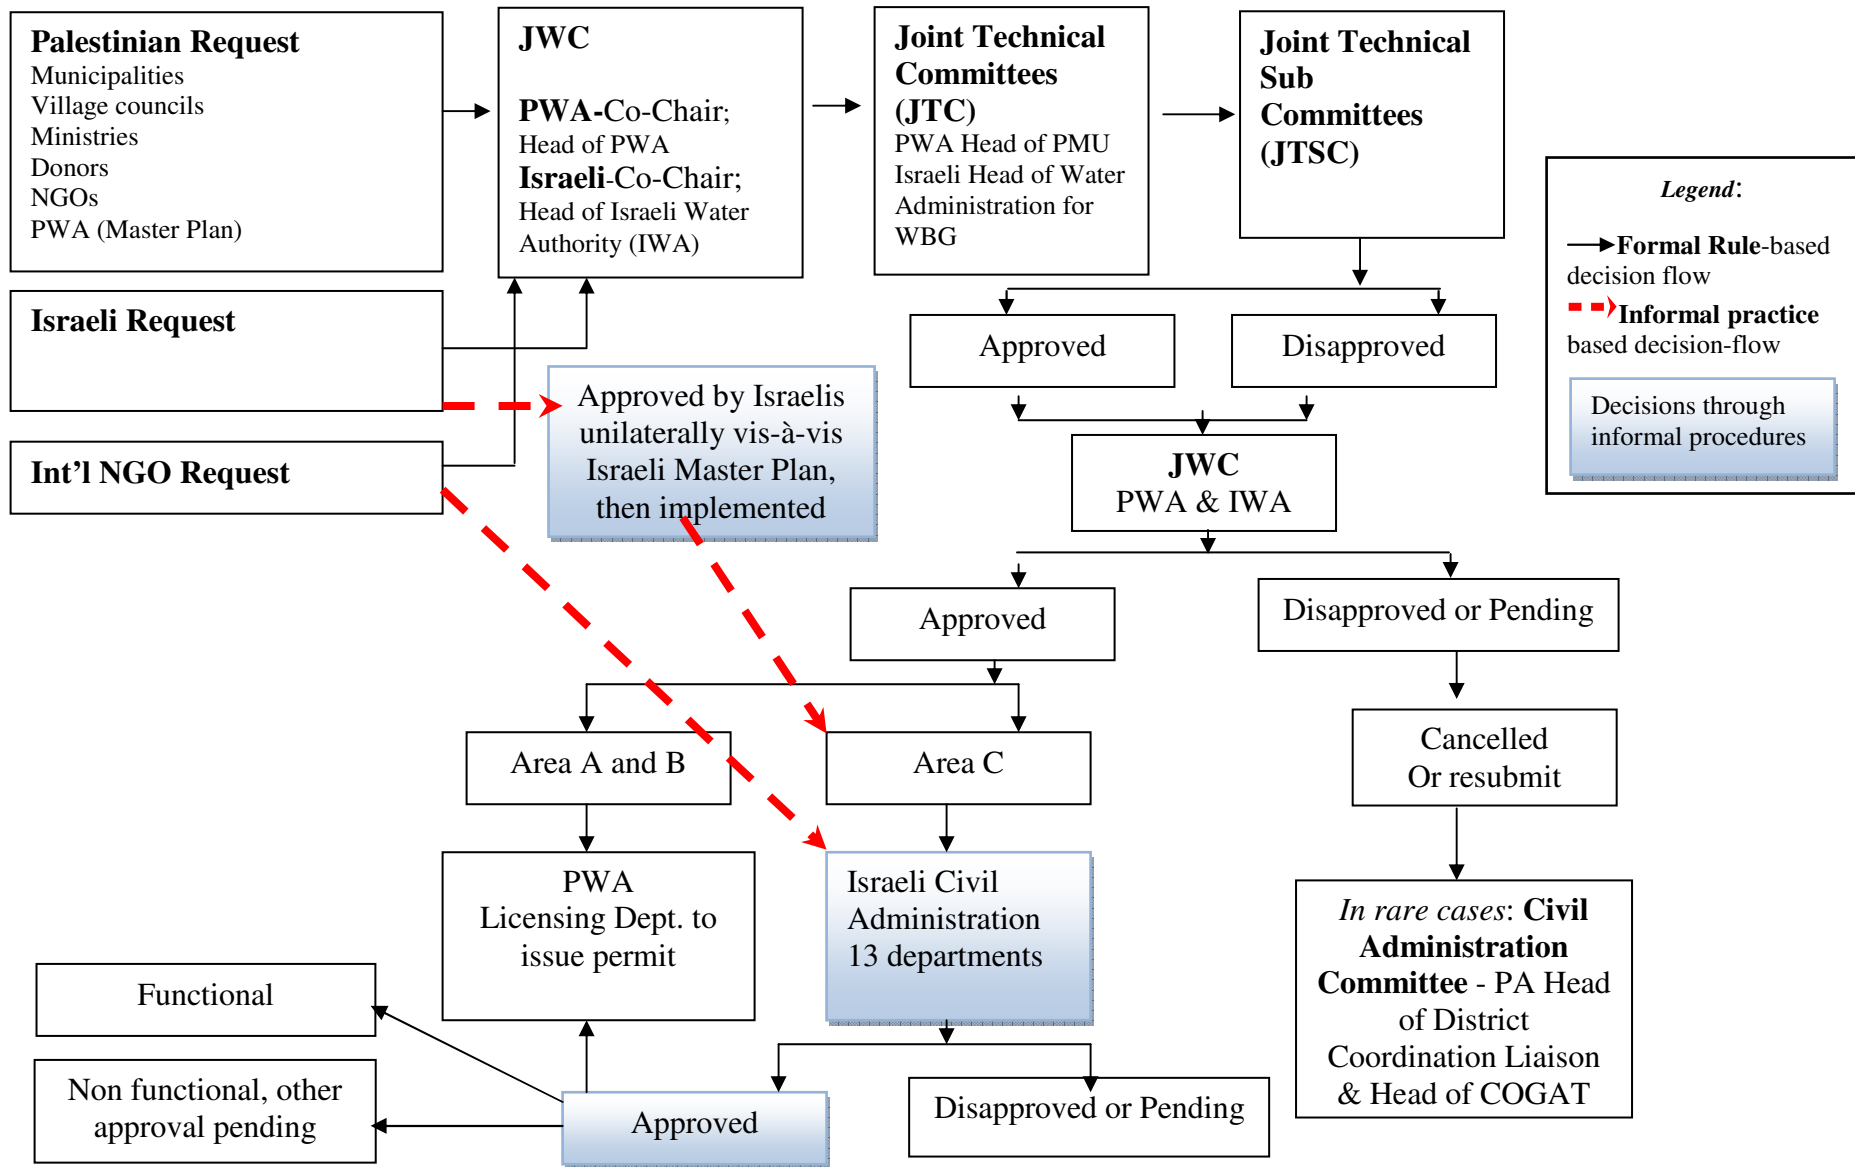 Palestinian Request
Municipalities
Village councils
Ministries
Donors
NGOs
PWA (Master Plan)
JWC
PWA-Co-Chair;
Head of PWA
Israeli-Co-Chair;
Head of Israeli Water
Authority (IWA)
Joint Technical
Committees
(JTC)
PWA Head of PMU
Israeli Head of Water
Administration for
WBG
Joint Technical
Sub
Committees
(JTSC)
Legend:
Formal Rule-based
decision flow
Informal practice
based decision-flow
Decisions through
informal procedures
Israeli Request
Int'l NGO Request
Approved by Israelis
unilaterally vis-à-vis
Israeli Master Plan,
then implemented
Approved
Disapproved
JWC
PWA & IWA
Approved
Disapproved or Pending
Area A and B
Area C
Cancelled
Or resubmit
PWA
Licensing Dept. to
issue permit
Israeli Civil
Administration
13 departments
In rare cases: Civil
Administration
Committee - PA Head
of District
Coordination Liaison
& Head of COGAT
Functional
Non functional, other
approval pending
Approved
Disapproved or Pending